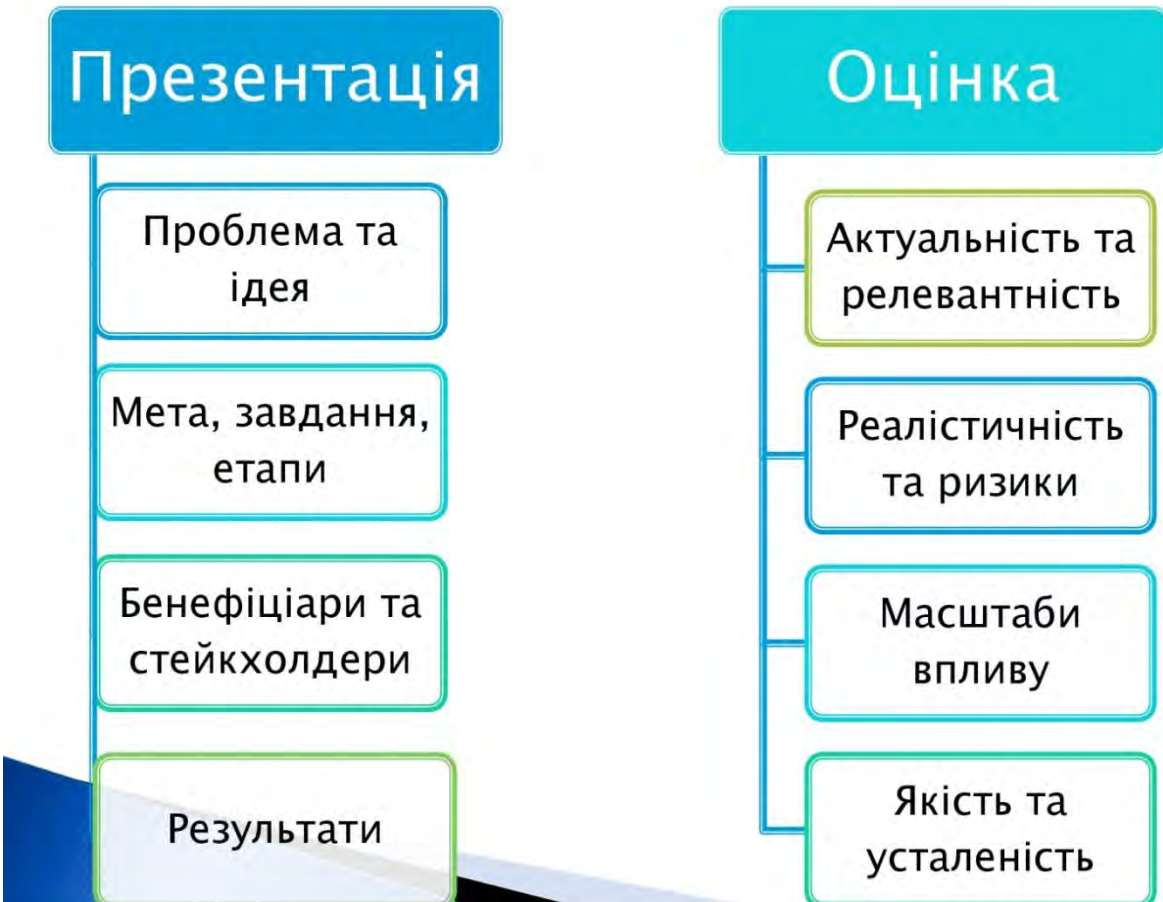 Презентація
Проблема та
ідея
Мета, завдання,
етапи
Бенефіціари та
стейкхолдери
Результати
Оцінка
Актуальність та
релевантність
Реалістичність
та ризики
Масштаби
впливу
Якість та
усталеність